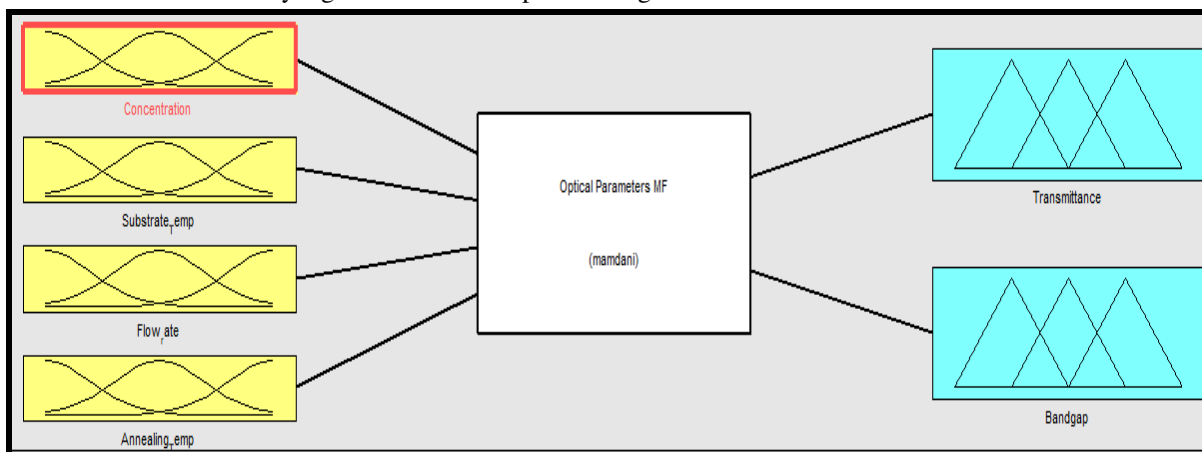 Concentration
Substrate_Temp
Flow_rate
Annealing_Temp
Optical Parameters MF
(mamdani)
Transmittance
Bandgap